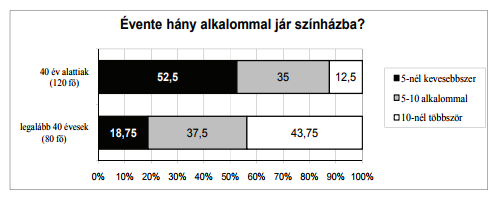 Évente hány alkalommal jár színházba?
40 év alattiak
(120 fő)
52,5
35
12,5
legalább 40 évesek
(80 fő)
18,75
37,5
43,75
0%
10%
20%
30%
40%
50%
60%
70%
80%
90%
100%
5-nél kevesebbszer
5-10 alkalommal
10-nél többször